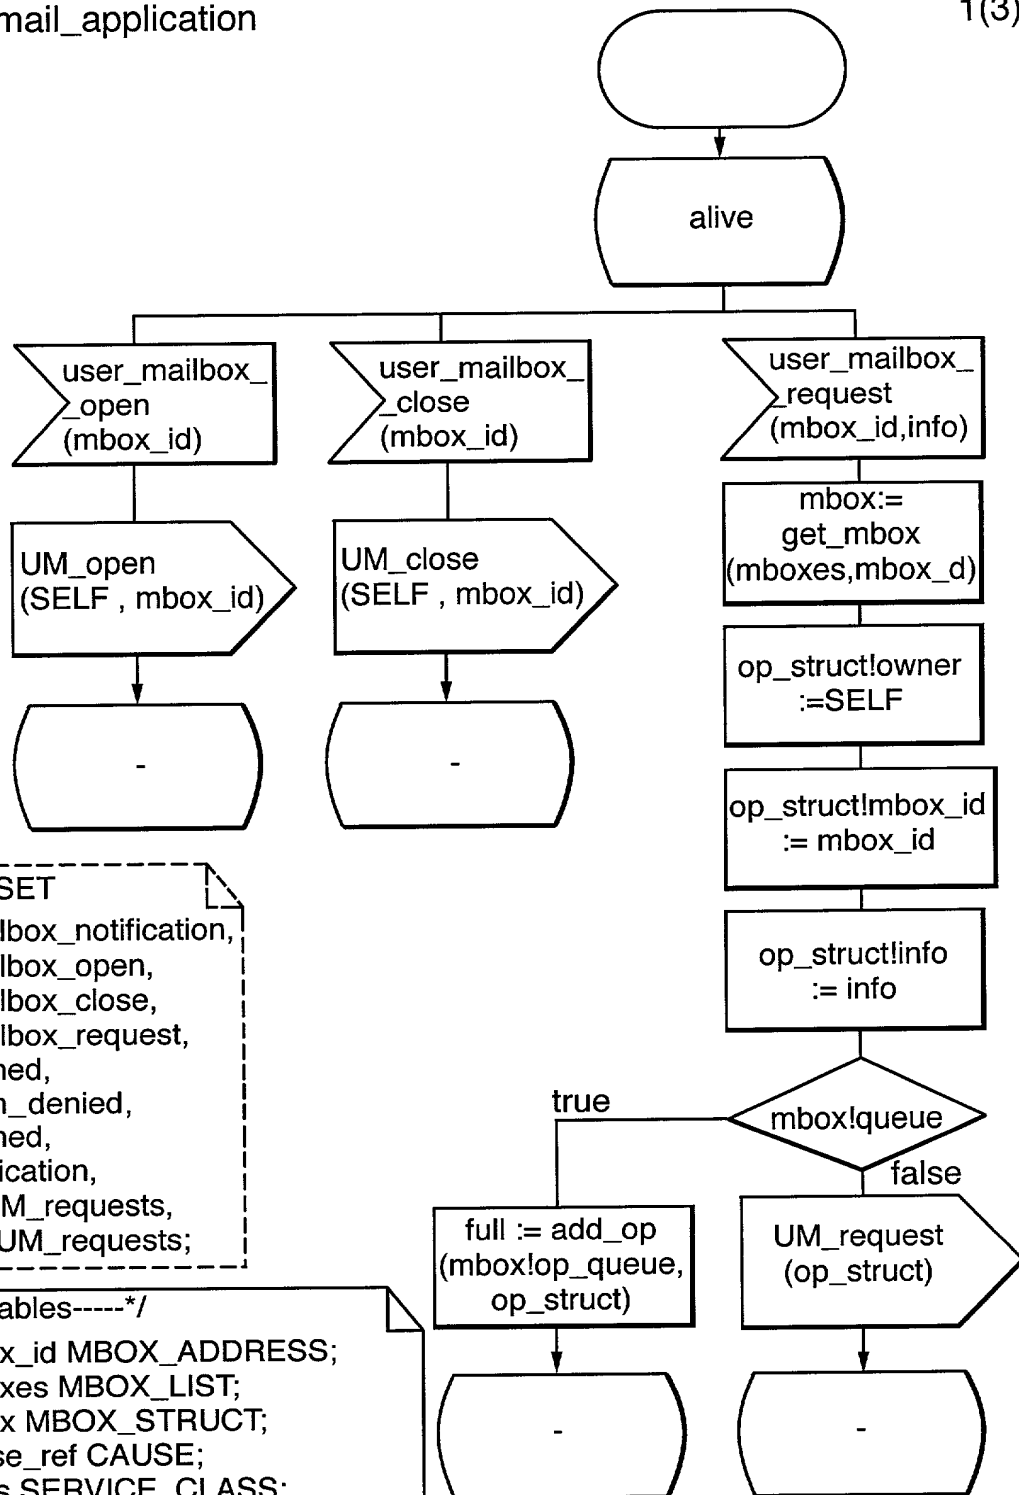 mail_application
1(3)
alive
user_mailbox_
_open
(mbox_id)
user_mailbox_
_close
(mbox_id)
user_mailbox_
_request
(mbox_id,info)
UM_open
(SELF , mbox_id)
UM_close
(SELF , mbox_id)
mbox:=
get_mbox
(mboxes,mbox_d)
op_struct!owner
:=SELF
-
-
op_struct!mbox_id
:= mbox_id
op_struct!info
:= info
SET
lbox_notification,
lbox_open,
lbox_close,
lbox_request,
ned,
n_denied,
ned,
ication,
M_requests,
UM_requests;
mbox!queue
true
false
full := add_op
(mbox!op_queue,
op_struct)
UM_request
(op_struct)
-
-
ables-----*/
x_id MBOX_ADDRESS;
xes MBOX_LIST;
x MBOX_STRUCT;
se_ref CAUSE;
s SERVICE_CLASS;